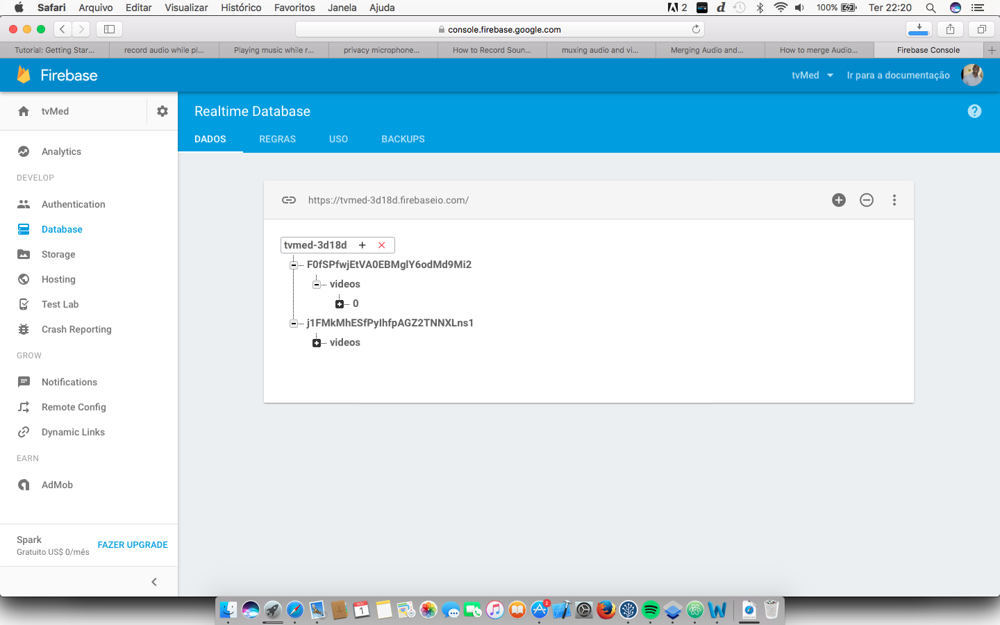 Safari Arquivo Editar Visualizar Histórico Favoritos Janela Ajuda 2 100% Ter 22:20
console.firebase.google.com
Tutorial: Getting Star... record audio while pl... Playing music while r... privacy microphone... How to Record Soun... muxing audio and vi... Merging Audio and... How to merge Audio... Firebase Console
Firebase tvMed Ir para a documentação
tvMed
Realtime Database
DADOS REGRAS USO BACKUPS
Analytics
DEVELOP
Authentication
Database
Storage
Hosting
Test Lab
Crash Reporting
GROW
Notifications
Remote Config
Dynamic Links
EARN
AdMob
Spark
Gratuito US$ 0/mês
FAZER UPGRADE
https://tvmed-3d18d.firebaseio.com/
tvmed-3d18d
F0fSPfwjEtVA0EBMglY6odMd9Mi2
videos
0
j1FMkMhESfPyIhfpAGZ2TNNXLns1
videos
NOV
1
2